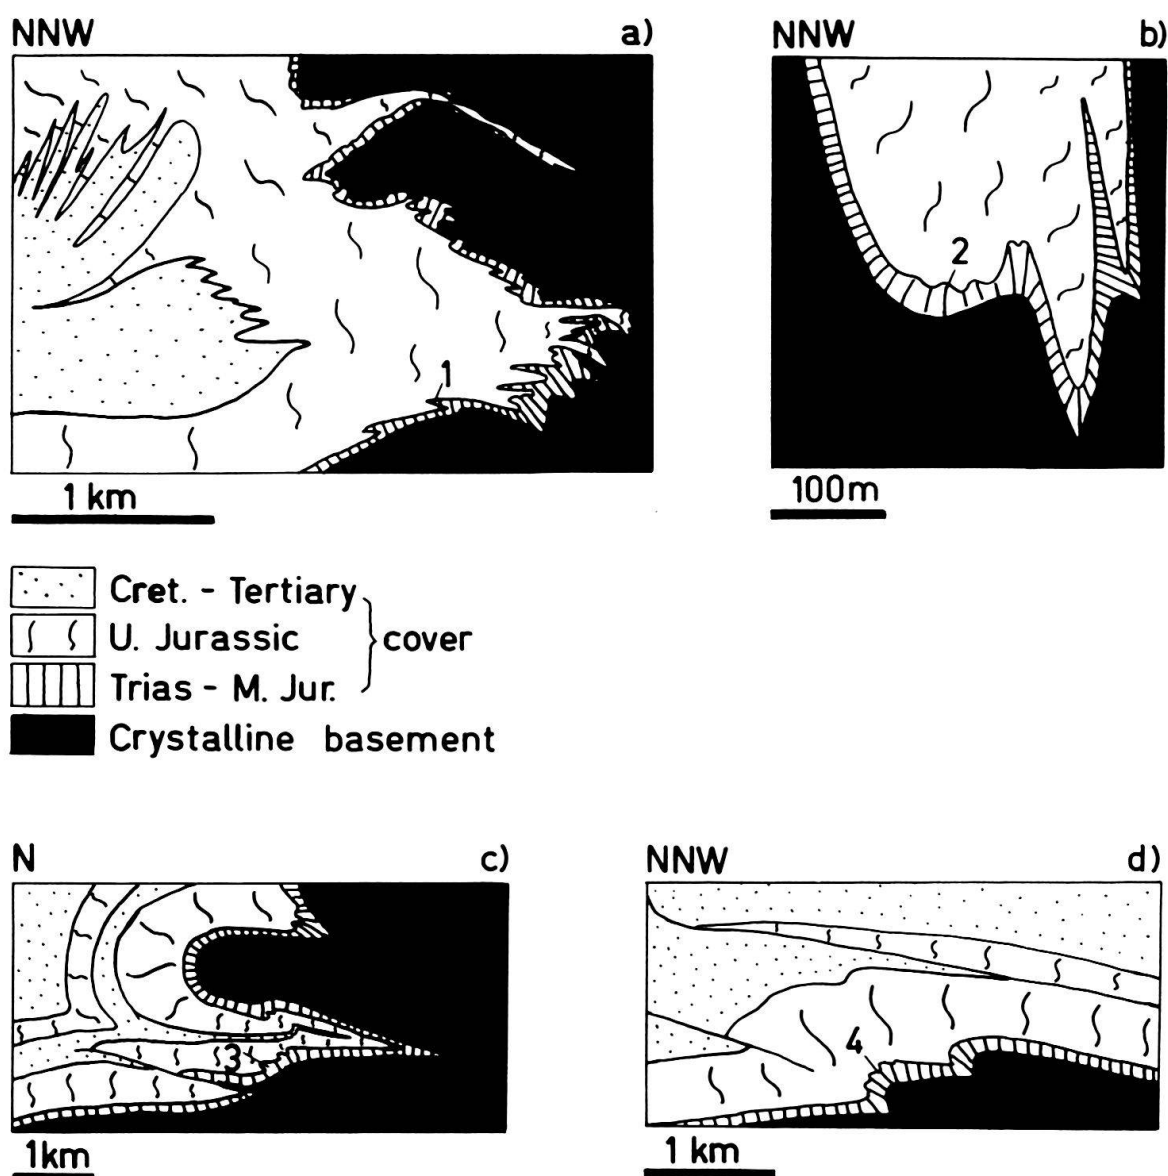 NNW a)
1
1 km
NNW b)
2
100m
Cret. - Tertiary
U. Jurassic
cover
Trias - M. Jur.
Crystalline basement
N c)
3
1km
NNW d)
4
1 km